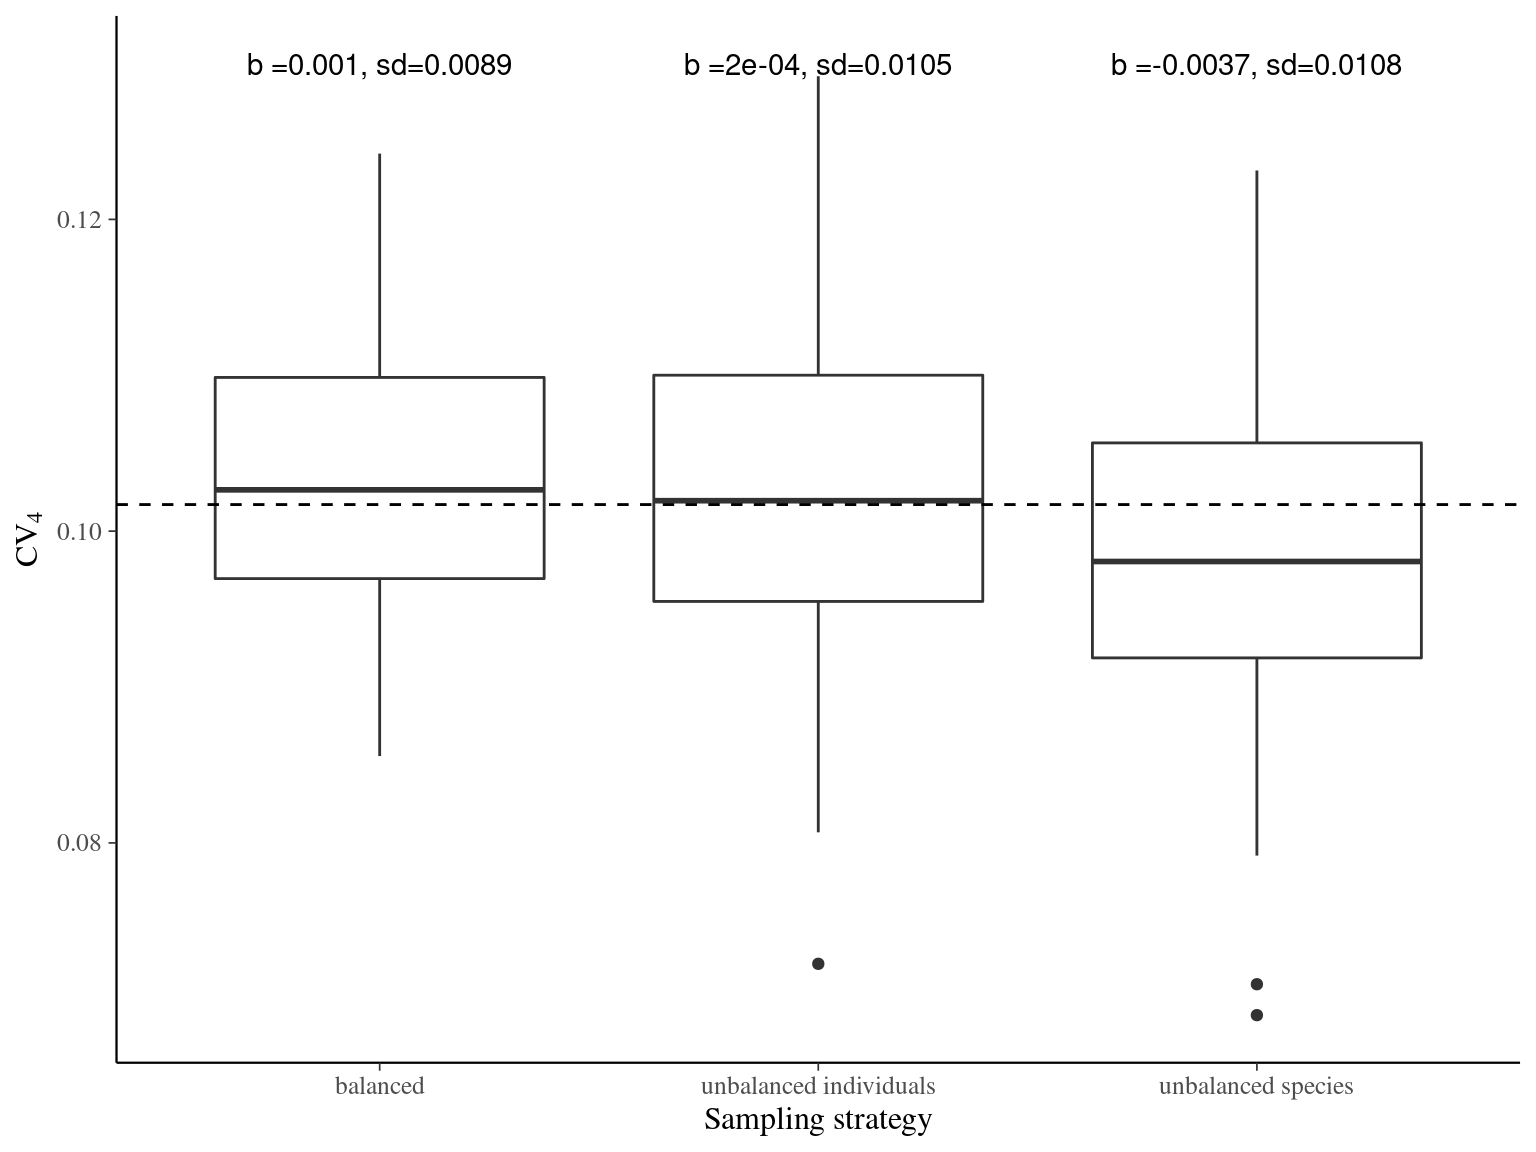 b =0.001, sd=0.0089
b =2e-04, sd=0.0105
b =-0.0037, sd=0.0108
0.12
0.10
0.08
CV4
balanced
unbalanced individuals
unbalanced species
Sampling strategy